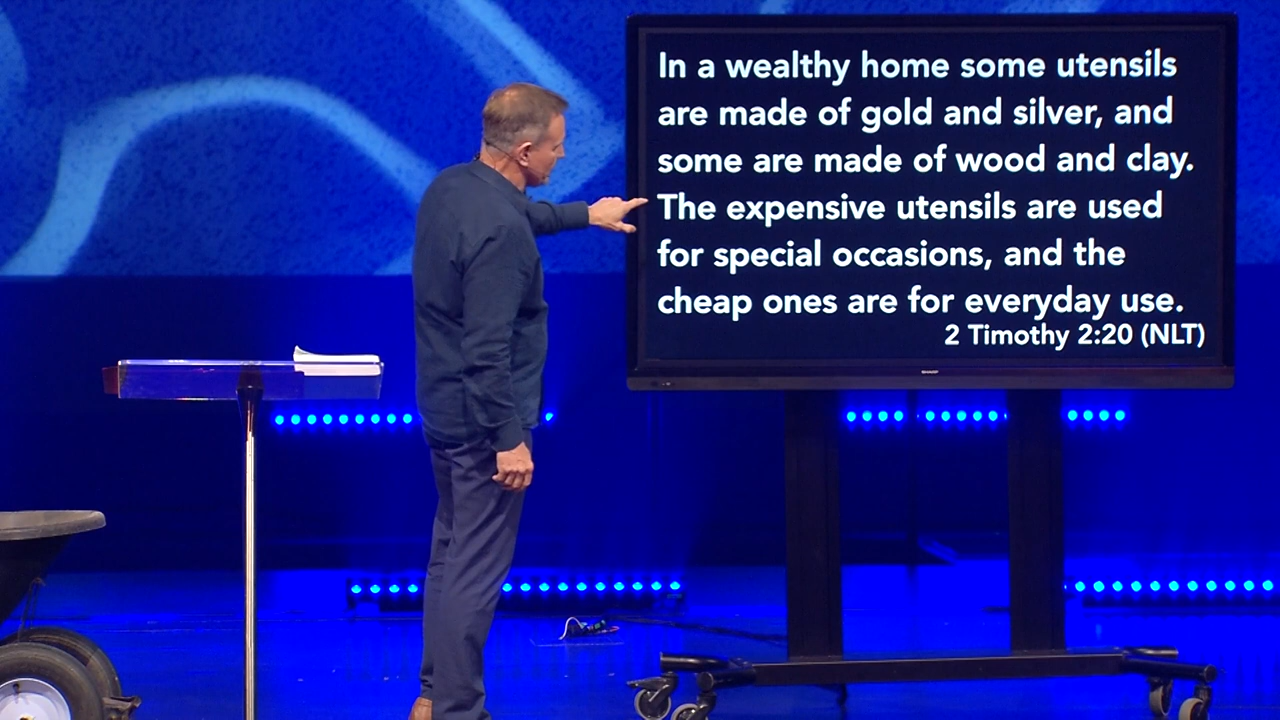 In a wealthy home some utensils
are made of gold and silver, and
some are made of wood and clay.
The expensive utensils are used
for special occasions, and the
cheap ones are for everyday use.
2 Timothy 2:20 (NLT)
SHARP